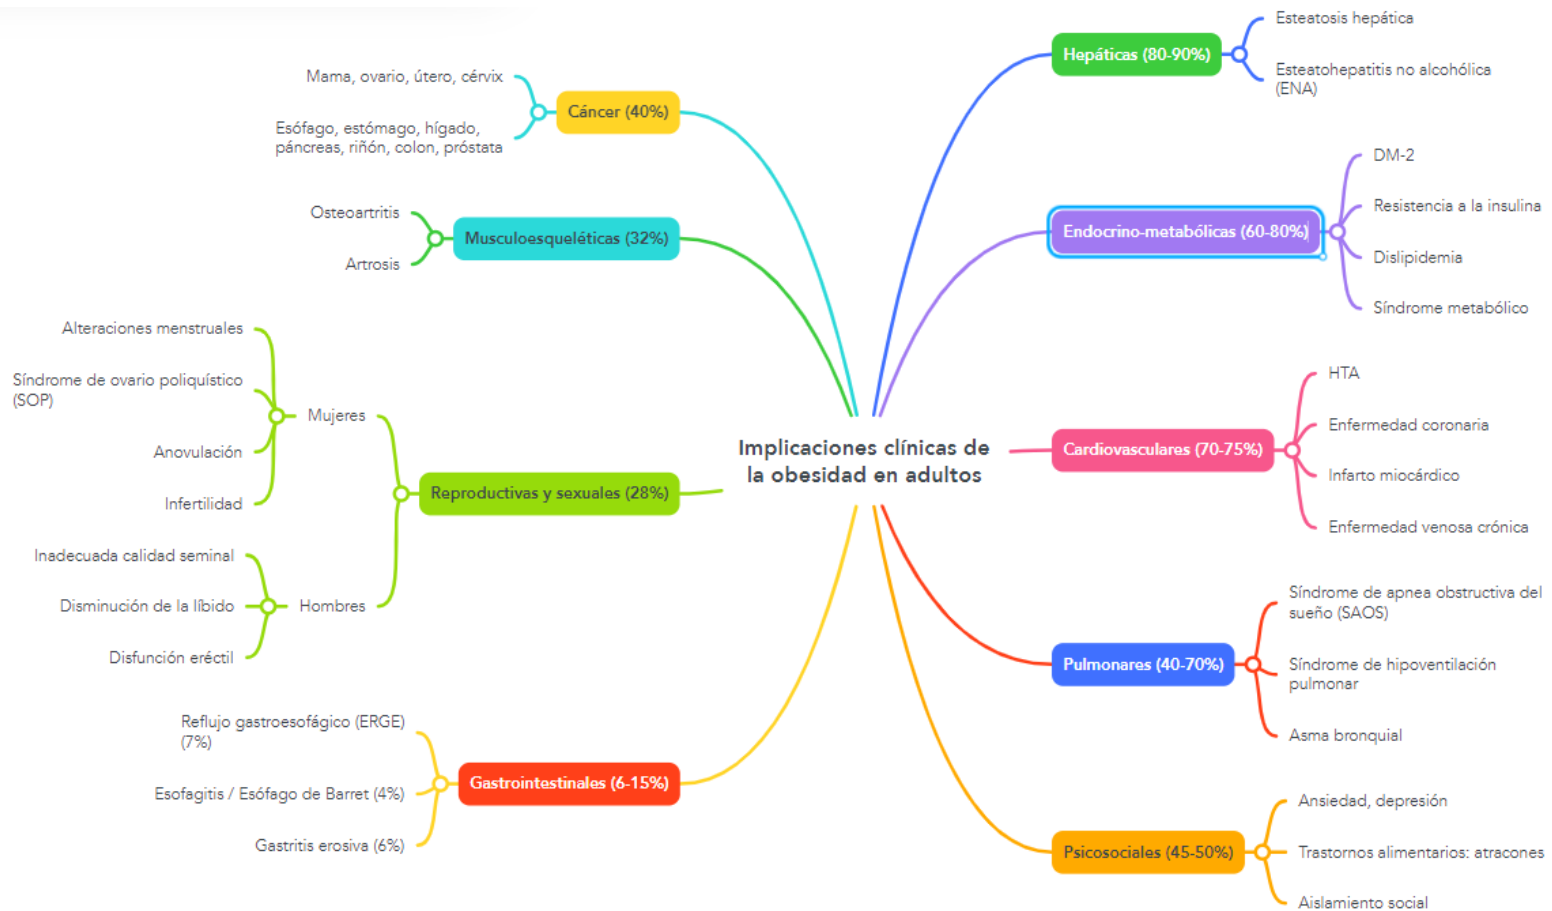 Implicaciones clínicas de
la obesidad en adultos
Hepáticas (80-90%)
Esteatosis hepática
Esteatohepatitis no alcohólica
(ENA)
Endocrino-metabólicas (60-80%)
DM-2
Resistencia a la insulina
Dislipidemia
Síndrome metabólico
Cardiovasculares (70-75%)
HTA
Enfermedad coronaria
Infarto miocárdico
Enfermedad venosa crónica
Pulmonares (40-70%)
Síndrome de apnea obstructiva del
sueño (SAOS)
Síndrome de hipoventilación
pulmonar
Asma bronquial
Psicosociales (45-50%)
Ansiedad, depresión
Trastornos alimentarios: atracones
Aislamiento social
Cáncer (40%)
Mama, ovario, útero, cérvix
Esófago, estómago, hígado,
páncreas, riñón, colon, próstata
Musculoesqueléticas (32%)
Osteoartritis
Artrosis
Reproductivas y sexuales (28%)
Mujeres
Alteraciones menstruales
Síndrome de ovario poliquístico
(SOP)
Anovulación
Infertilidad
Hombres
Inadecuada calidad seminal
Disminución de la líbido
Disfunción eréctil
Gastrointestinales (6-15%)
Reflujo gastroesofágico (ERGE)
(7%)
Esofagitis / Esófago de Barret (4%)
Gastritis erosiva (6%)